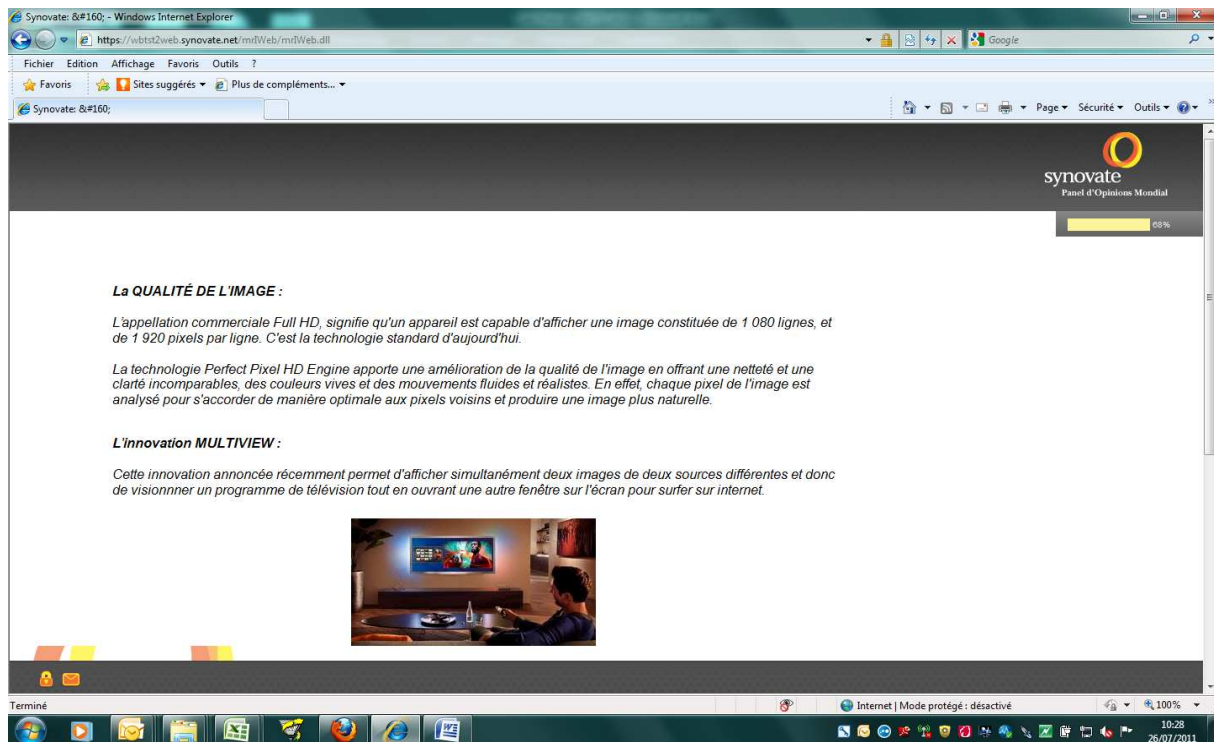 Synovate: &#160; - Windows Internet Explorer
https://wbtst2web.synovate.net/mrIWeb/mrIWeb.dll
Google
Fichier Edition Affichage Favoris Outils ?
Favoris Sites suggérés Plus de compléments...
Synovate: &#160;
Page Sécurité Outils
synovate
Panel d'Opinions Mondial
68%
La QUALITÉ DE L'IMAGE :
L'appellation commerciale Full HD, signifie qu'un appareil est capable d'afficher une image constituée de 1 080 lignes, et
de 1 920 pixels par ligne. C'est la technologie standard d'aujourd'hui.
La technologie Perfect Pixel HD Engine apporte une amélioration de la qualité de l'image en offrant une netteté et une
clarté incomparables, des couleurs vives et des mouvements fluides et réalistes. En effet, chaque pixel de l'image est
analysé pour s'accorder de manière optimale aux pixels voisins et produire une image plus naturelle.
L'innovation MULTIVIEW :
Cette innovation annoncée récemment permet d'afficher simultanément deux images de deux sources différentes et donc
de visionnner un programme de télévision tout en ouvrant une autre fenêtre sur l'écran pour surfer sur internet.
Terminé
Internet | Mode protégé : désactivé
100%
10:28
26/07/2011